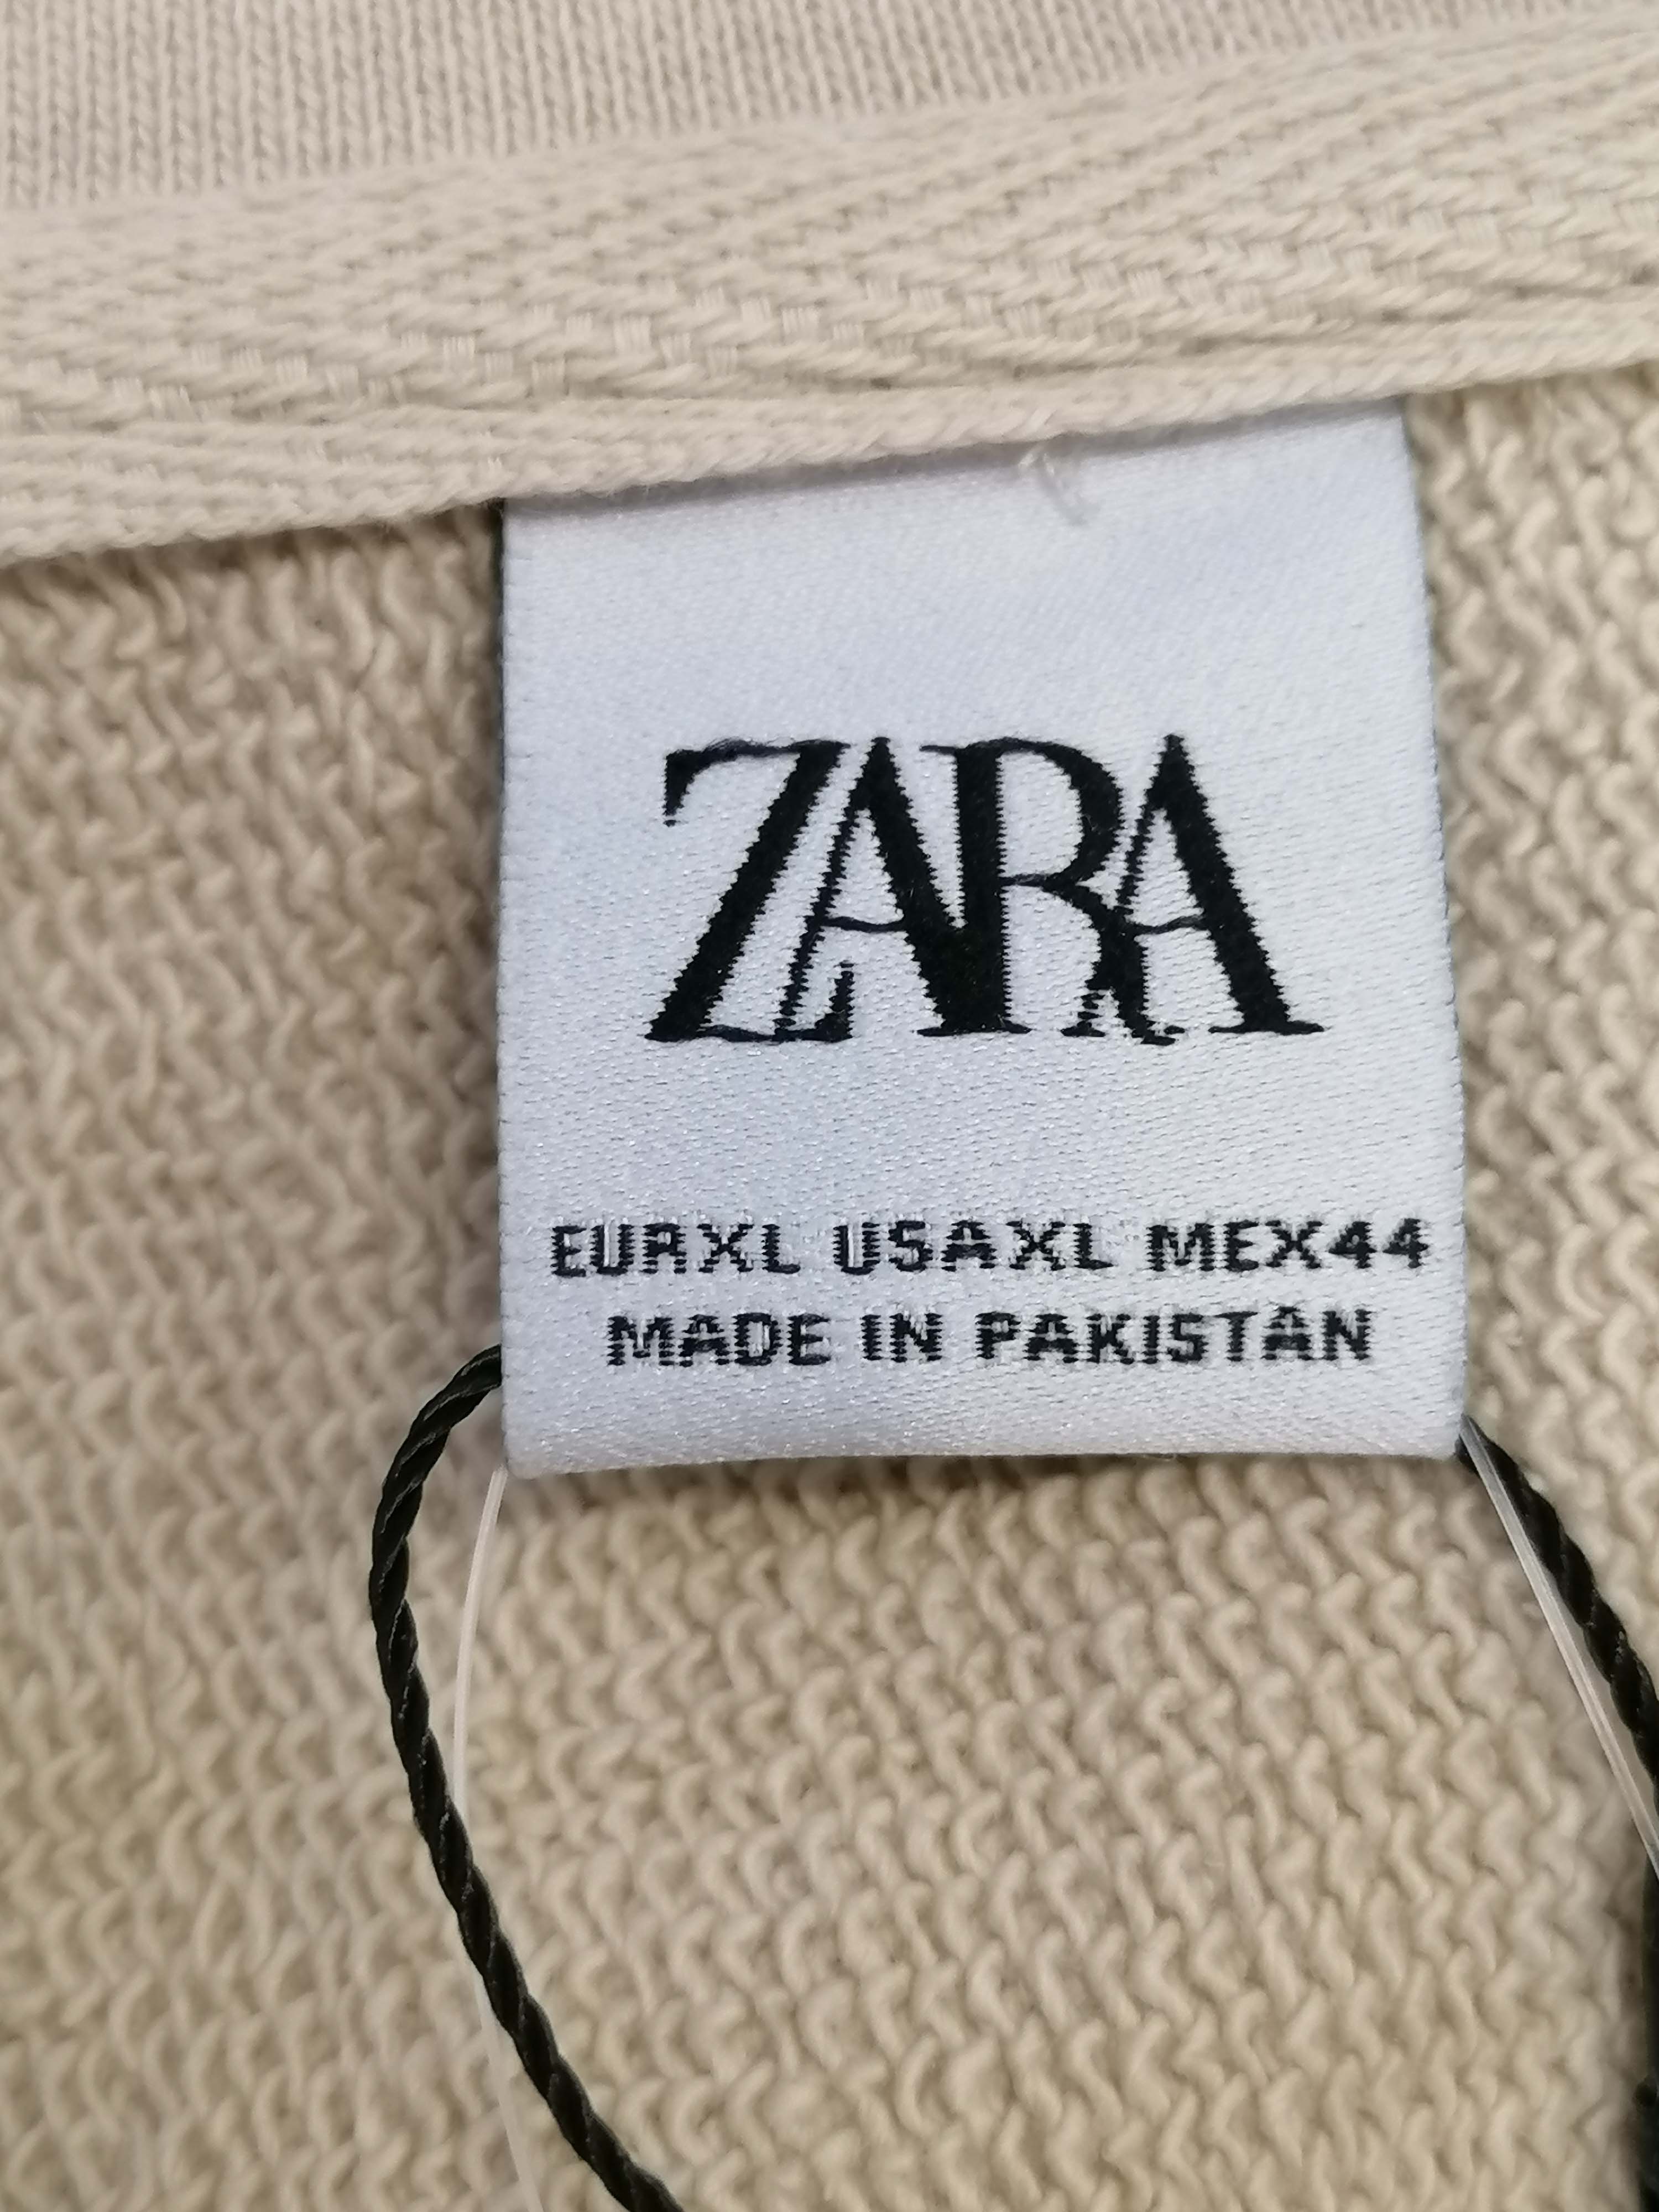 ZARA
EURXL USAXL MEX44
MADE IN PAKISTAN